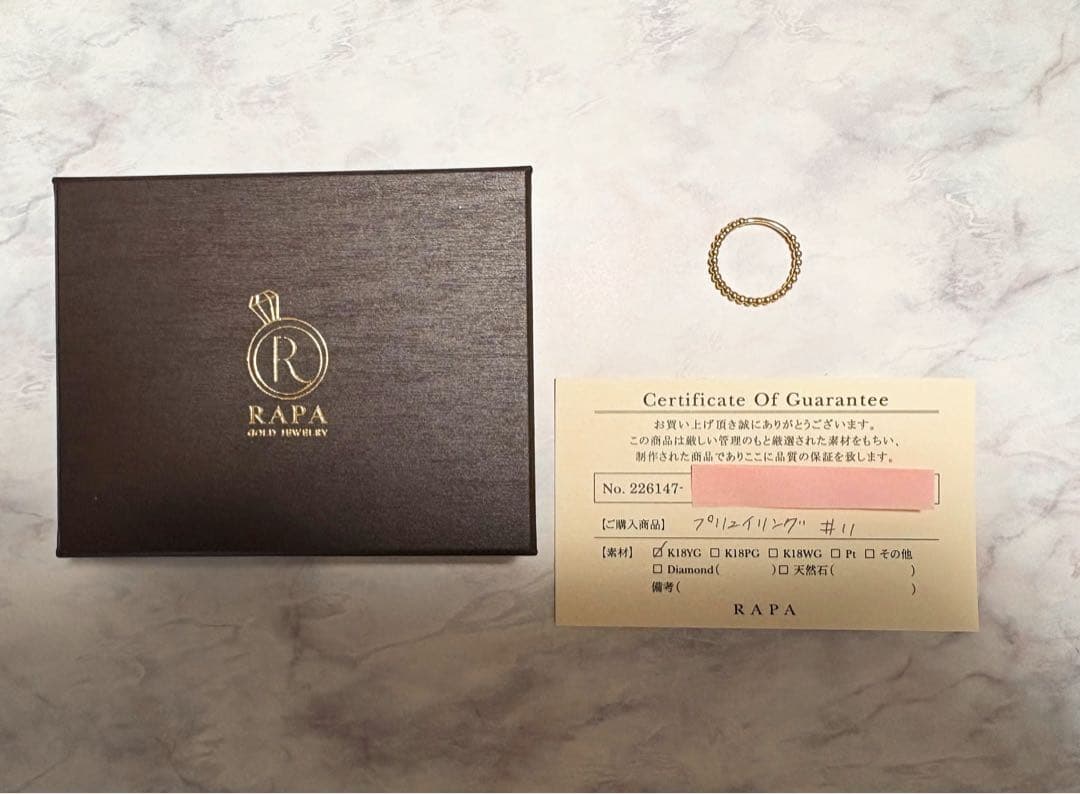 R
RAPA
GOLD JEWELRY
Certificate Of Guarantee
お買い上げ頂き誠にありがとうございます。
この商品は厳しい管理のもと厳選された素材をもちい、
制作された商品でありここに品質の保証を致します。
No. 226147-
【ご購入商品】 プリエイリング #11
【素材】 ☑ K18YG □ K18PG □ K18WG □ Pt □ その他
□ Diamond( )□ 天然石( )
備考( )
RAPA